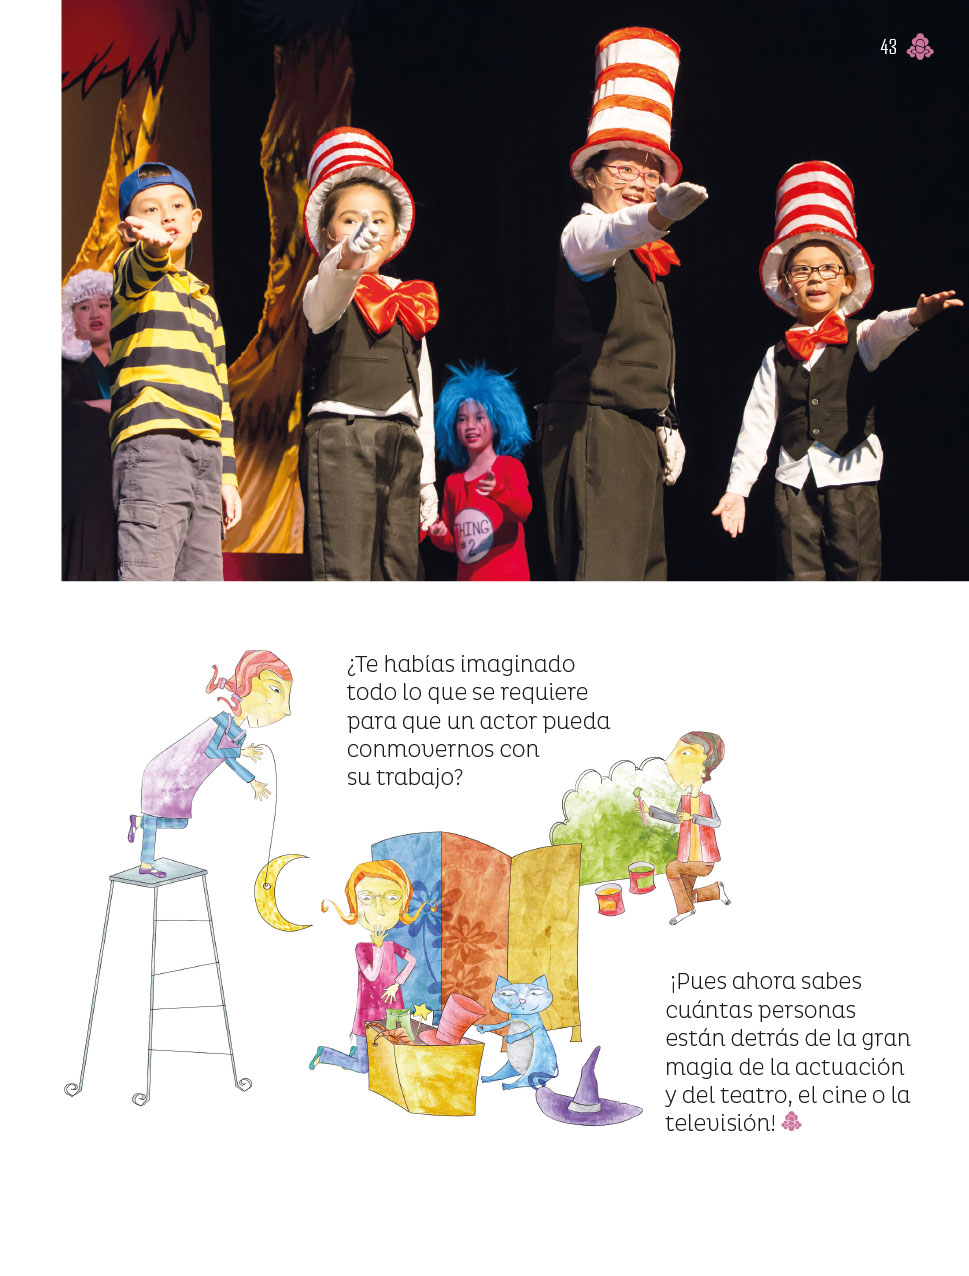 43
THING
#2
¿Te habías imaginado
todo lo que se requiere
para que un actor pueda
conmovernos con
su trabajo?
¡Pues ahora sabes
cuántas personas
están detrás de la gran
magia de la actuación
y del teatro, el cine o la
televisión!